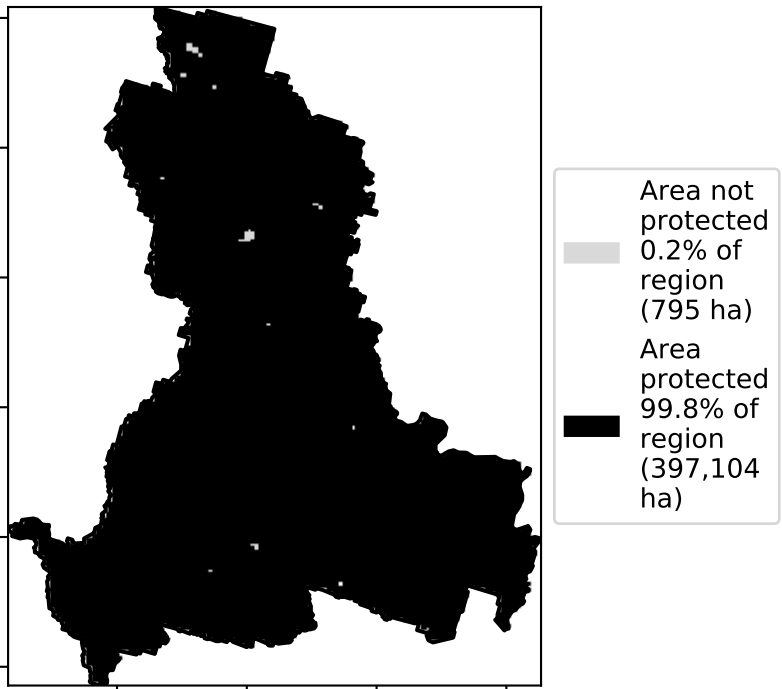 Area not
protected
0.2% of
region
(795 ha)
Area
protected
99.8% of
region
(397,104
ha)